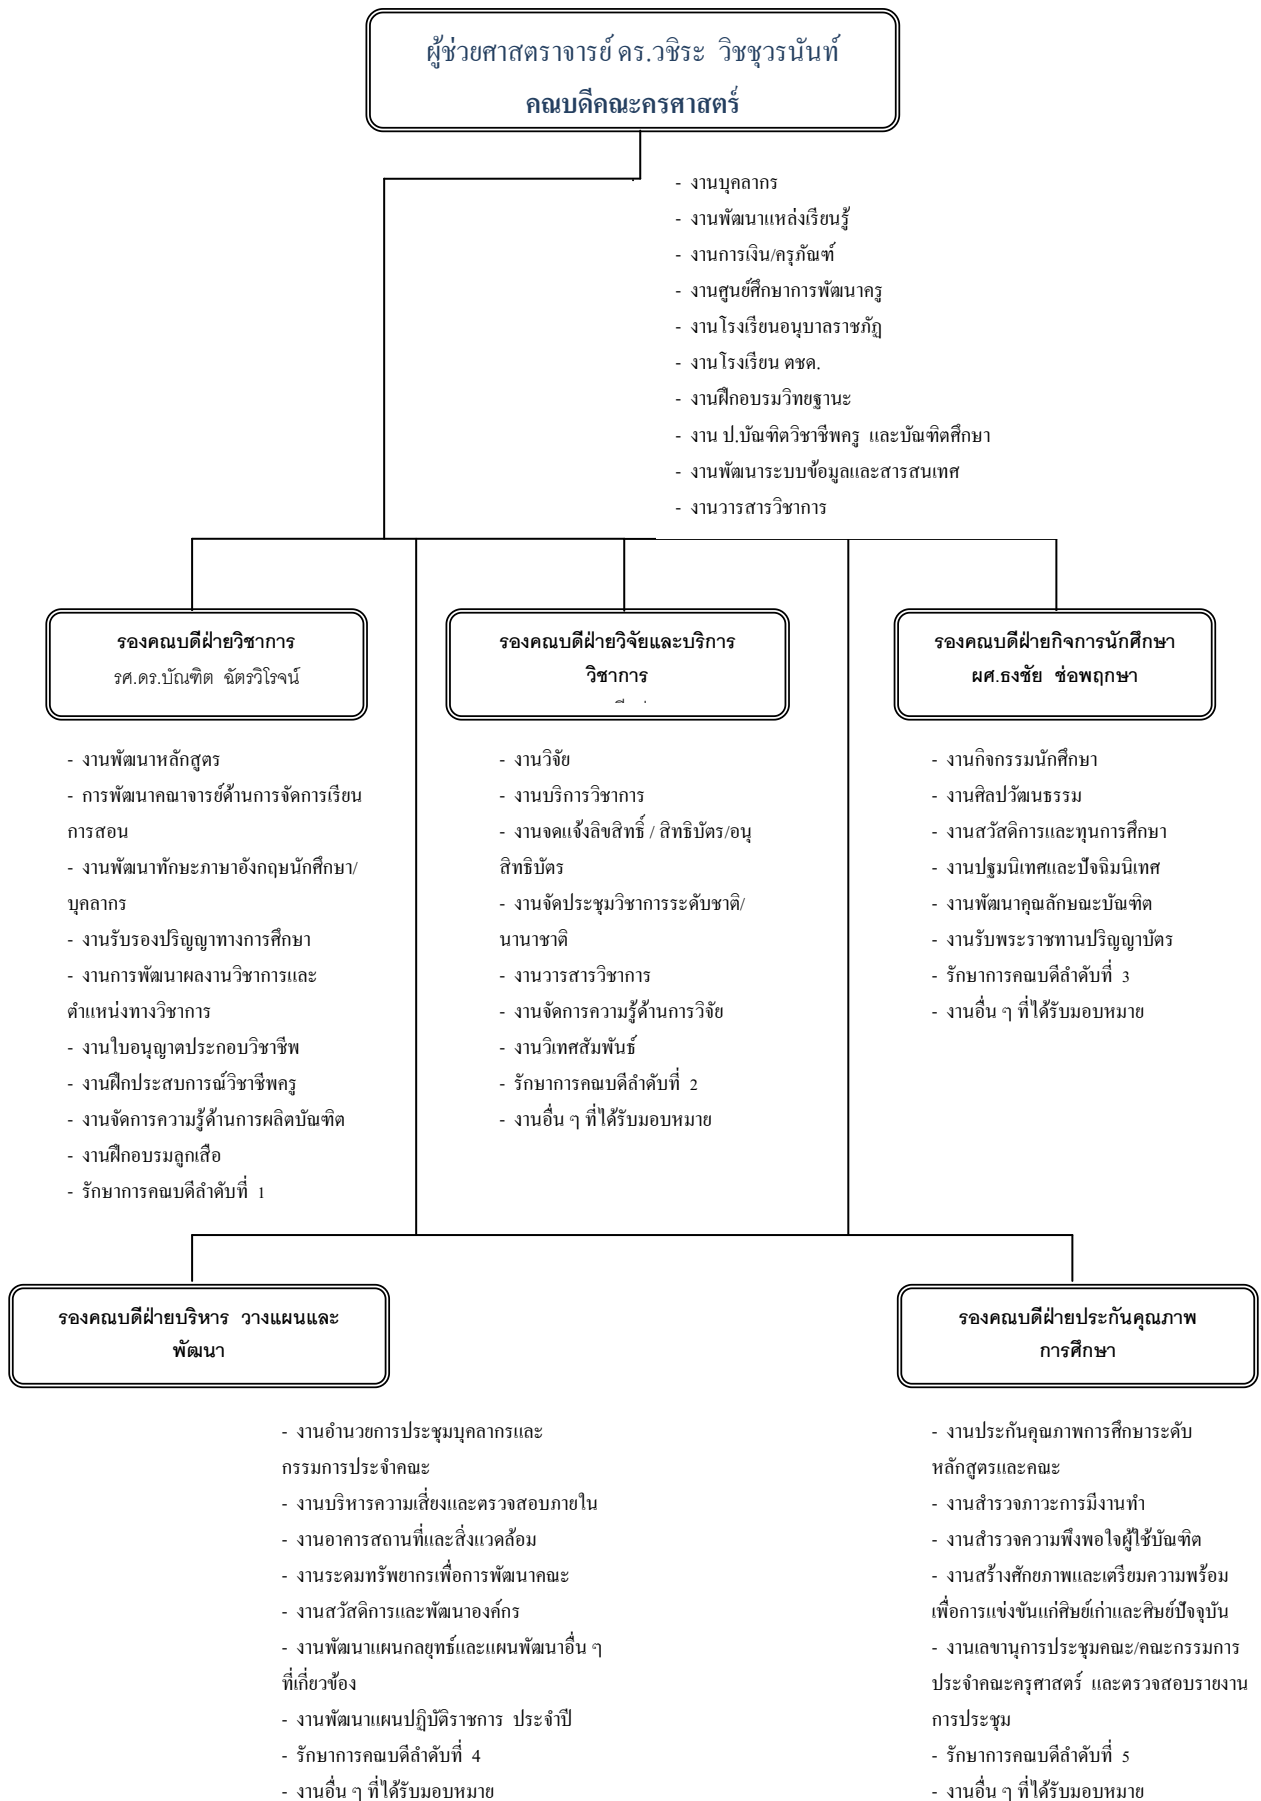 ผู้ช่วยศาสตราจารย์ ดร.วชิระ วิชชุวรนันท์
คณบดีคณะครศาสตร์
- งานบุคลากร
- งานพัฒนาแหล่งเรียนรู้
- งานการเงิน/ครุภัณฑ์
- งานศูนย์ศึกษาการพัฒนาครู
- งานโรงเรียนอนุบาลราชภัฏ
- งานโรงเรียน ตชด.
- งานฝึกอบรมวิทยฐานะ
- งาน ป.บัณฑิตวิชาชีพครู และบัณฑิตศึกษา
- งานพัฒนาระบบข้อมูลและสารสนเทศ
- งานวารสารวิชาการ
รองคณบดีฝ่ายวิชาการ
รศ.ดร.บัณฑิต ฉัตรวิโรจน์
- งานพัฒนาหลักสูตร
- การพัฒนาคณาจารย์ด้านการจัดการเรียน
การสอน
- งานพัฒนาทักษะภาษาอังกฤษนักศึกษา/
บุคลากร
- งานรับรองปริญญาทางการศึกษา
- งานการพัฒนาผลงานวิชาการและ
ตำแหน่งทางวิชาการ
- งานใบอนุญาตประกอบวิชาชีพ
- งานฝึกประสบการณ์วิชาชีพครู
- งานจัดการความรู้ด้านการผลิตบัณฑิต
- งานฝึกอบรมลูกเสือ
- รักษาการคณบดีลำดับที่ 1
รองคณบดีฝ่ายวิจัยและบริการ
วิชาการ
- งานวิจัย
- งานบริการวิชาการ
- งานจดแจ้งลิขสิทธิ์ / สิทธิบัตร/อนุ
สิทธิบัตร
- งานจัดประชุมวิชาการระดับชาติ/
นานาชาติ
- งานวารสารวิชาการ
- งานจัดการความรู้ด้านการวิจัย
- งานวิเทศสัมพันธ์
- รักษาการคณบดีลำดับที่ 2
- งานอื่น ๆ ที่ได้รับมอบหมาย
รองคณบดีฝ่ายกิจการนักศึกษา
ผศ.ธงชัย ช่อพฤกษา
- งานกิจกรรมนักศึกษา
- งานศิลปวัฒนธรรม
- งานสวัสดิการและทุนการศึกษา
- งานปฐมนิเทศและปัจฉิมนิเทศ
- งานพัฒนาคุณลักษณะบัณฑิต
- งานรับพระราชทานปริญญาบัตร
- รักษาการคณบดีลำดับที่ 3
- งานอื่น ๆ ที่ได้รับมอบหมาย
รองคณบดีฝ่ายบริหาร วางแผนและ
พัฒนา
- งานอำนวยการประชุมบุคลากรและ
กรรมการประจำคณะ
- งานบริหารความเสี่ยงและตรวจสอบภายใน
- งานอาคารสถานที่และสิ่งแวดล้อม
- งานระดมทรัพยากรเพื่อการพัฒนาคณะ
- งานสวัสดิการและพัฒนาองค์กร
- งานพัฒนาแผนกลยุทธ์และแผนพัฒนาอื่น ๆ
ที่เกี่ยวข้อง
- งานพัฒนาแผนปฏิบัติราชการ ประจำปี
- รักษาการคณบดีลำดับที่ 4
- งานอื่น ๆ ที่ได้รับมอบหมาย
รองคณบดีฝ่ายประกันคุณภาพ
การศึกษา
- งานประกันคุณภาพการศึกษาระดับ
หลักสูตรและคณะ
- งานสำรวจภาวะการมีงานทำ
- งานสำรวจความพึงพอใจผู้ใช้บัณฑิต
- งานสร้างศักยภาพและเตรียมความพร้อม
เพื่อการแข่งขันแก่ศิษย์เก่าและศิษย์ปัจจุบัน
- งานเลขานุการประชุมคณะ/คณะกรรมการ
ประจำคณะครุศาสตร์ และตรวจสอบรายงาน
การประชุม
- รักษาการคณบดีลำดับที่ 5
- งานอื่น ๆ ที่ได้รับมอบหมาย